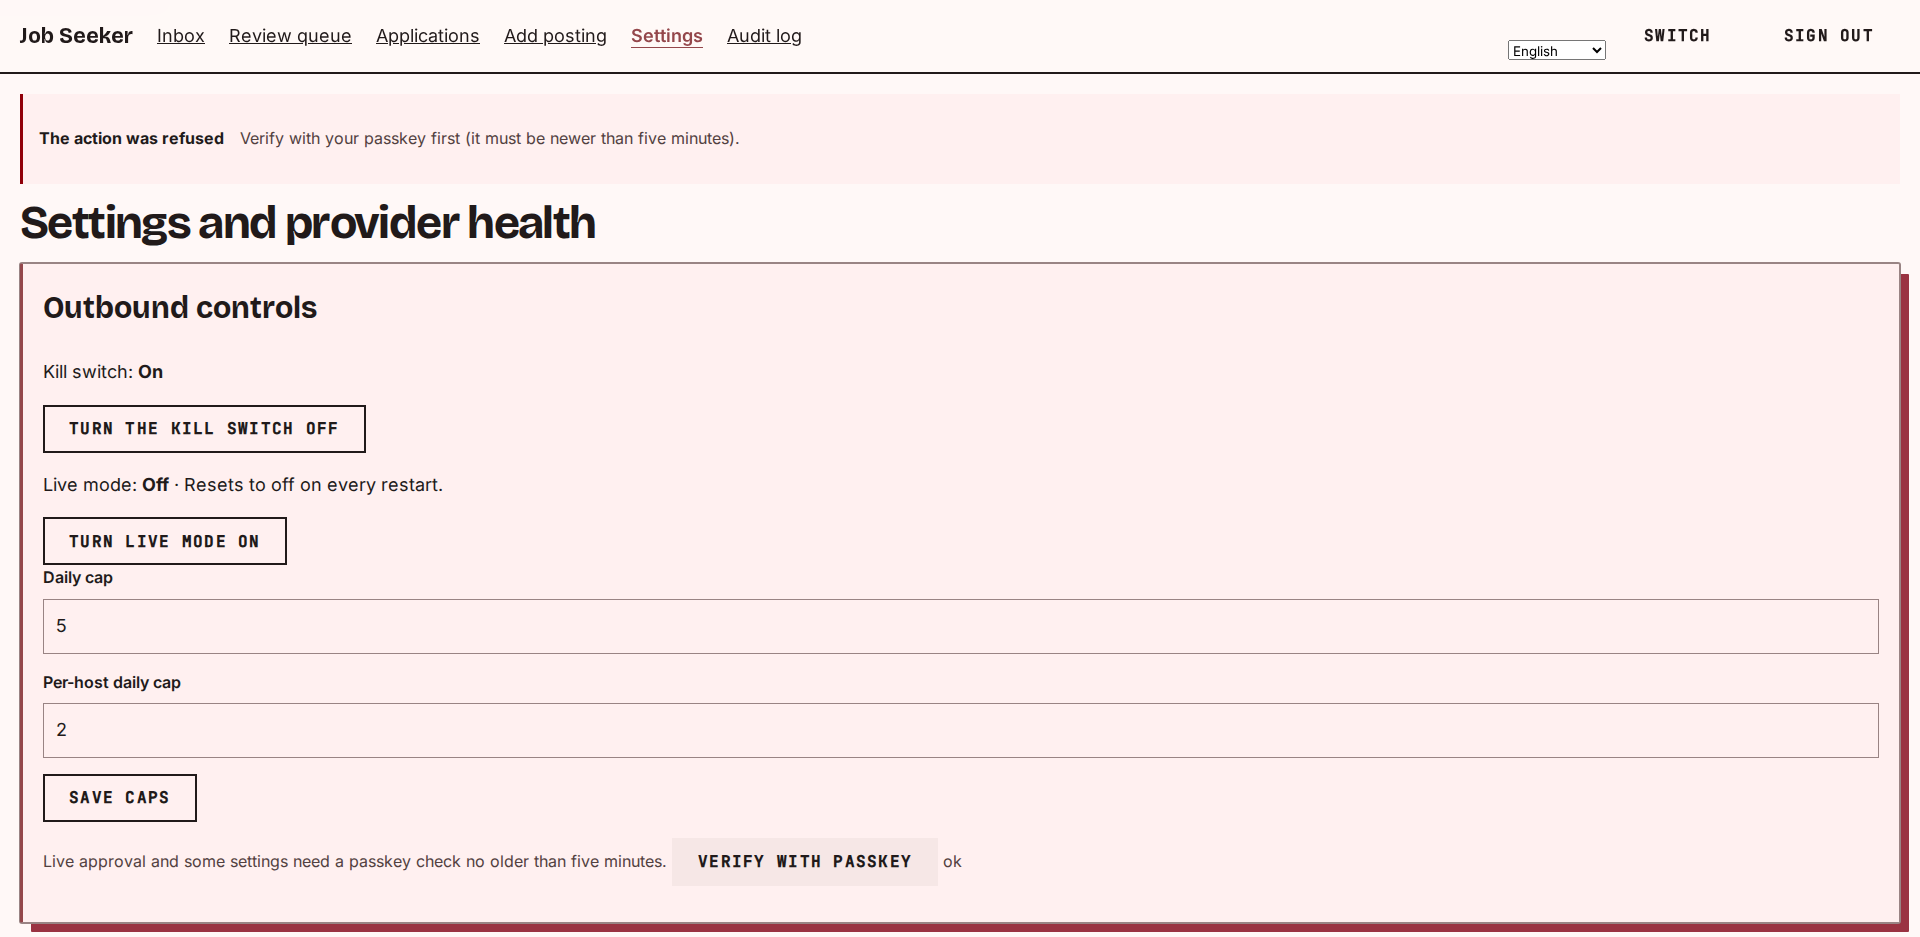 Job Seeker Inbox Review queue Applications Add posting Settings Audit log English SWITCH SIGN OUT
The action was refused Verify with your passkey first (it must be newer than five minutes).
Settings and provider health
Outbound controls
Kill switch: On
TURN THE KILL SWITCH OFF
Live mode: Off · Resets to off on every restart.
TURN LIVE MODE ON
Daily cap
5
Per-host daily cap
2
SAVE CAPS
Live approval and some settings need a passkey check no older than five minutes. VERIFY WITH PASSKEY ok